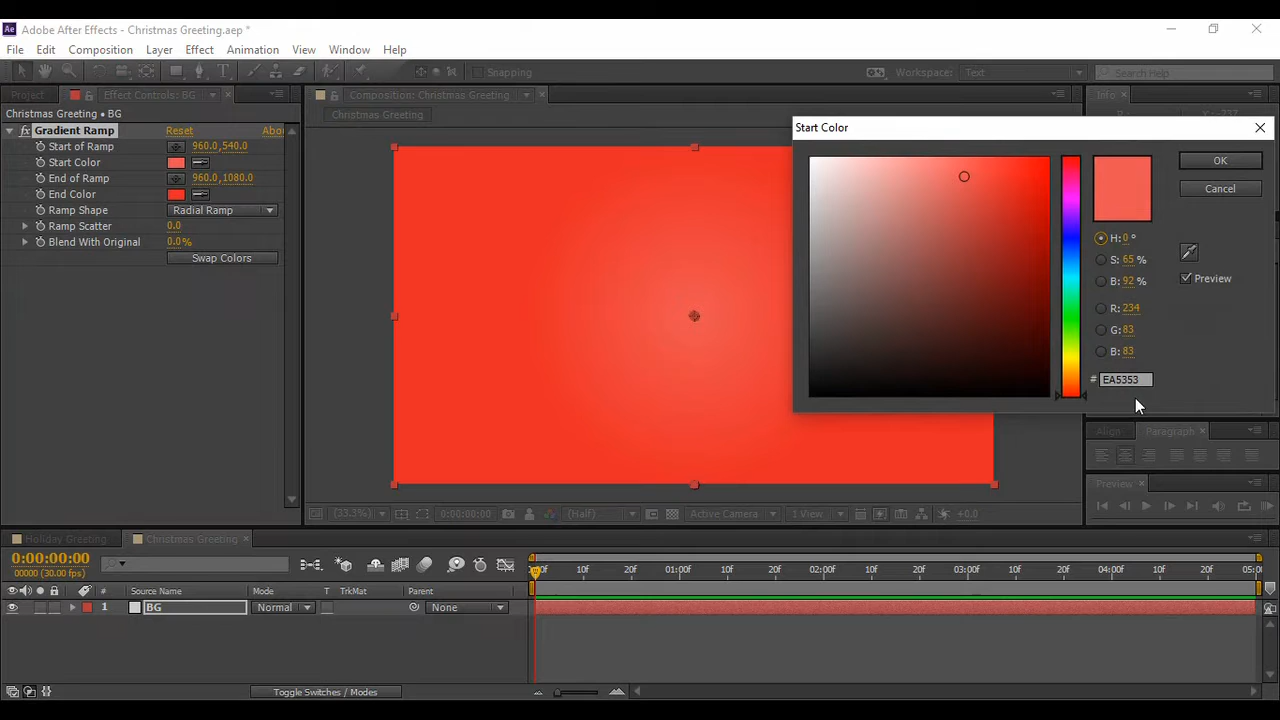 Adobe After Effects - Christmas Greeting.aep *
File Edit Composition Layer Effect Animation View Window Help
Snapping Workspace: Text Search Help
Project Effect Controls: BG Composition: Christmas Greeting Info
Christmas Greeting • BG
Christmas Greeting
fx Gradient Ramp Reset Abo
Start of Ramp 960.0,540.0
Start Color
End of Ramp 960.0,1080.0
End Color
Ramp Shape Radial Ramp
Ramp Scatter 0.0
Blend With Original 0.0%
Swap Colors
Start Color
OK
Cancel
H: 0 °
S: 65 %
B: 92 %
Preview
R: 234
G: 83
B: 83
# EA5353
Align Paragraph
Preview
(33.3%) 0:00:00:00 (Half) Active Camera 1 View +0.0
Holiday Greeting Christmas Greeting
0:00:00:00
00000 (30.00 fps)
:00F 10F 20F 01:00F 10F 20F 02:00F 10F 20F 03:00F 10F 20F 04:00F 10F 20F 05:0
# Source Name Mode T TrkMat Parent
1 BG Normal None
Toggle Switches / Modes